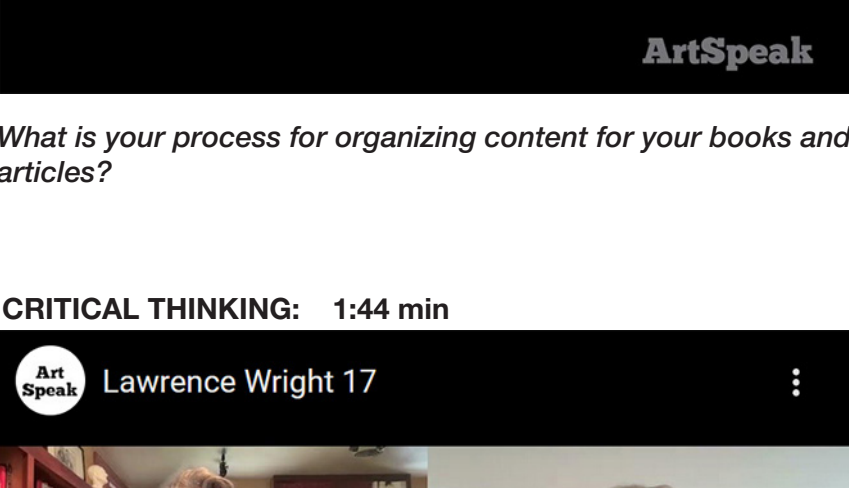 ArtSpeak
What is your process for organizing content for your books and
articles?
CRITICAL THINKING: 1:44 min
Art
Speak
Lawrence Wright 17